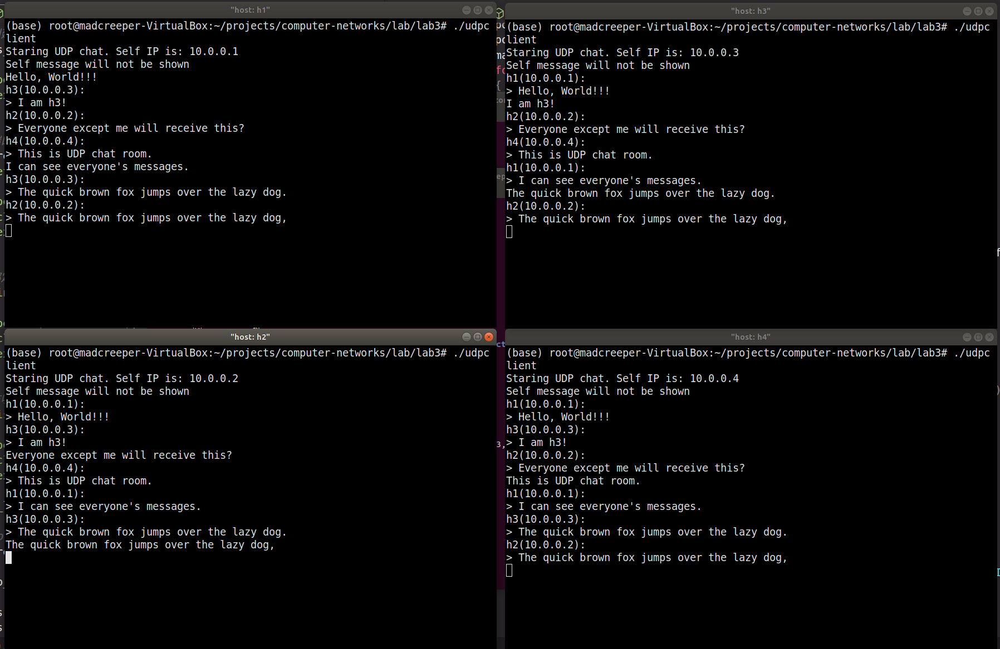 "host: h1"
(base) root@madcreeper-VirtualBox:~/projects/computer-networks/lab/lab3# ./udpc
lient
Staring UDP chat. Self IP is: 10.0.0.1
Self message will not be shown
Hello, World!!!
h3(10.0.0.3):
> I am h3!
h2(10.0.0.2):
> Everyone except me will receive this?
h4(10.0.0.4):
> This is UDP chat room.
I can see everyone's messages.
h3(10.0.0.3):
> The quick brown fox jumps over the lazy dog.
h2(10.0.0.2):
> The quick brown fox jumps over the lazy dog,
"host: h3"
(base) root@madcreeper-VirtualBox:~/projects/computer-networks/lab/lab3# ./udpc
lient
Staring UDP chat. Self IP is: 10.0.0.3
Self message will not be shown
h1(10.0.0.1):
> Hello, World!!!
I am h3!
h2(10.0.0.2):
> Everyone except me will receive this?
h4(10.0.0.4):
> This is UDP chat room.
h1(10.0.0.1):
> I can see everyone's messages.
The quick brown fox jumps over the lazy dog.
h2(10.0.0.2):
> The quick brown fox jumps over the lazy dog,
"host: h2"
(base) root@madcreeper-VirtualBox:~/projects/computer-networks/lab/lab3# ./udpc
lient
Staring UDP chat. Self IP is: 10.0.0.2
Self message will not be shown
h1(10.0.0.1):
> Hello, World!!!
h3(10.0.0.3):
> I am h3!
Everyone except me will receive this?
h4(10.0.0.4):
> This is UDP chat room.
h1(10.0.0.1):
> I can see everyone's messages.
h3(10.0.0.3):
> The quick brown fox jumps over the lazy dog.
The quick brown fox jumps over the lazy dog,
"host: h4"
(base) root@madcreeper-VirtualBox:~/projects/computer-networks/lab/lab3# ./udpc
lient
Staring UDP chat. Self IP is: 10.0.0.4
Self message will not be shown
h1(10.0.0.1):
> Hello, World!!!
h3(10.0.0.3):
> I am h3!
h2(10.0.0.2):
> Everyone except me will receive this?
This is UDP chat room.
h1(10.0.0.1):
> I can see everyone's messages.
h3(10.0.0.3):
> The quick brown fox jumps over the lazy dog.
h2(10.0.0.2):
> The quick brown fox jumps over the lazy dog,